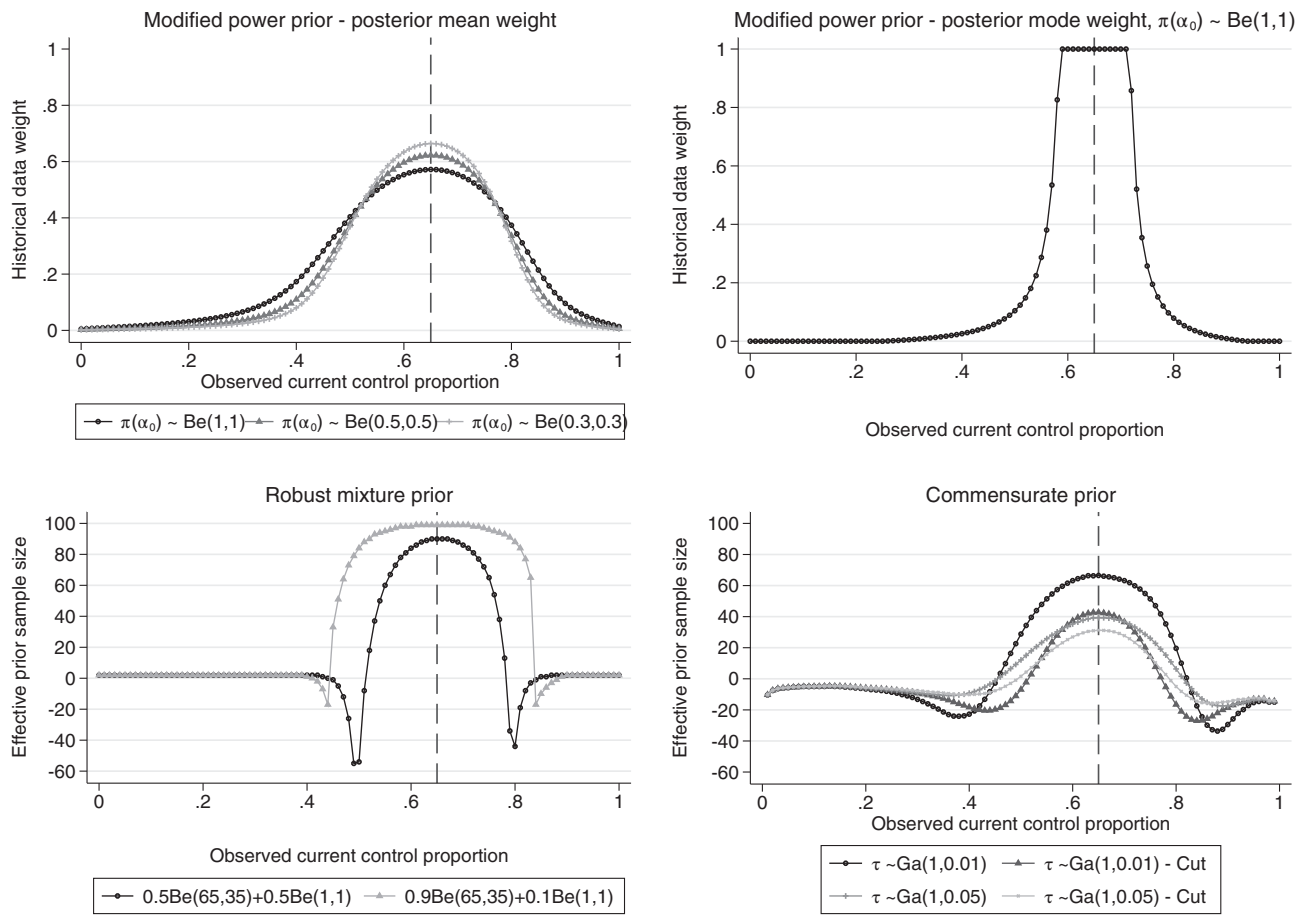 Modified power prior - posterior mean weight
Historical data weight
1
.8
.6
.4
.2
0
0 .2 .4 .6 .8 1
Observed current control proportion
π(α₀) ~ Be(1,1) π(α₀) ~ Be(0.5,0.5) π(α₀) ~ Be(0.3,0.3)
Modified power prior - posterior mode weight, π(α₀) ~ Be(1,1)
Historical data weight
1
.8
.6
.4
.2
0
0 .2 .4 .6 .8 1
Observed current control proportion
Robust mixture prior
Effective prior sample size
100
80
60
40
20
0
-20
-40
-60
0 .2 .4 .6 .8 1
Observed current control proportion
0.5Be(65,35)+0.5Be(1,1) 0.9Be(65,35)+0.1Be(1,1)
Commensurate prior
Effective prior sample size
100
80
60
40
20
0
-20
-40
-60
0 .2 .4 .6 .8 1
Observed current control proportion
τ ~Ga(1,0.01) τ ~Ga(1,0.01) - Cut
τ ~Ga(1,0.05) τ ~Ga(1,0.05) - Cut